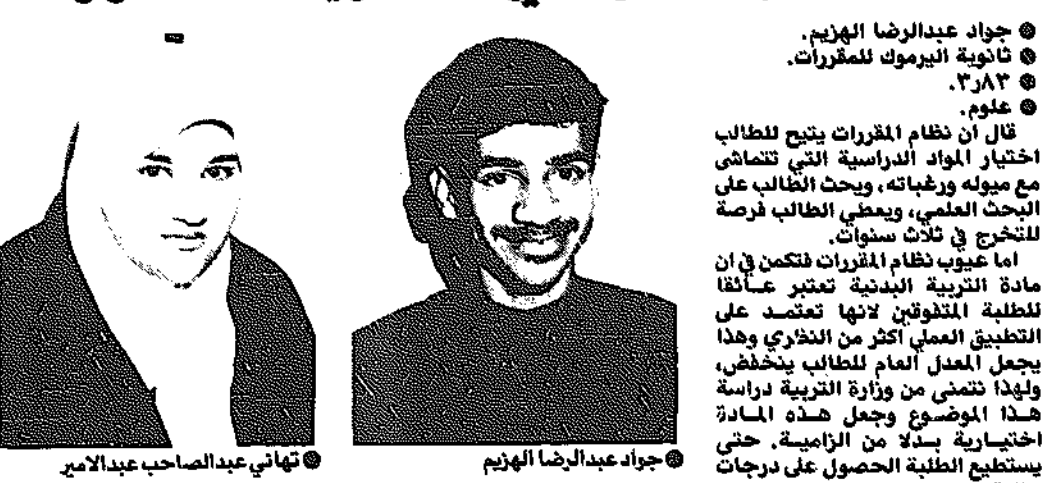 ● جواد عبدالرضا الهزيم.
● ثانوية اليرموك للمقررات.
● ٣٫٨٣.
● علوم.
قال ان نظام المقررات يتيح للطالب
اختيار المواد الدراسية التي تتماشى
مع ميوله ورغباته، ويحث الطالب على
البحث العلمي، ويعطي الطالب فرصة
للتخرج في ثلاث سنوات.
اما عيوب نظام المقررات فتكمن في ان
مادة التربية البدنية تعتبر عائقا
للطلبة المتفوقين لانها تعتمد على
التطبيق العملي اكثر من النظري وهذا
يجعل المعدل العام للطالب ينخفض،
ولهذا نتمنى من وزارة التربية دراسة
هذا الموضوع وجعل هذه المادة
اختيارية بدلا من الزامية. حتى
يستطيع الطلبة الحصول على درجات
● جواد عبدالرضا الهزيم
● تهاني عبدالصاحب عبدالامير